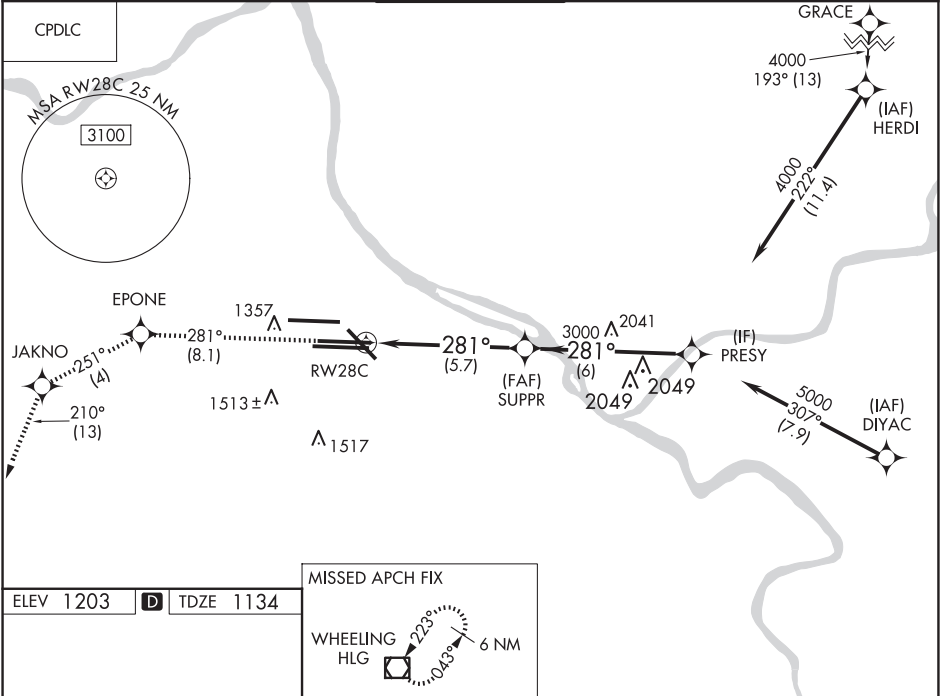 CPDLC
MSA RW28C 25 NM
3100
GRACE
4000
193° (13)
(IAF)
HERDI
4000
222°
(11.4)
EPONE
1357
JAKNO
251°
(4)
281°
(8.1)
RW28C
281°
(5.7)
(FAF)
SUPPR
3000
281°
(6)
2041
(IF)
PRESY
2049
2049
210°
(13)
1513±
1517
5000
307°
(7.9)
(IAF)
DIYAC
ELEV 1203 D TDZE 1134
MISSED APCH FIX
WHEELING
HLG
223°
043°
6 NM